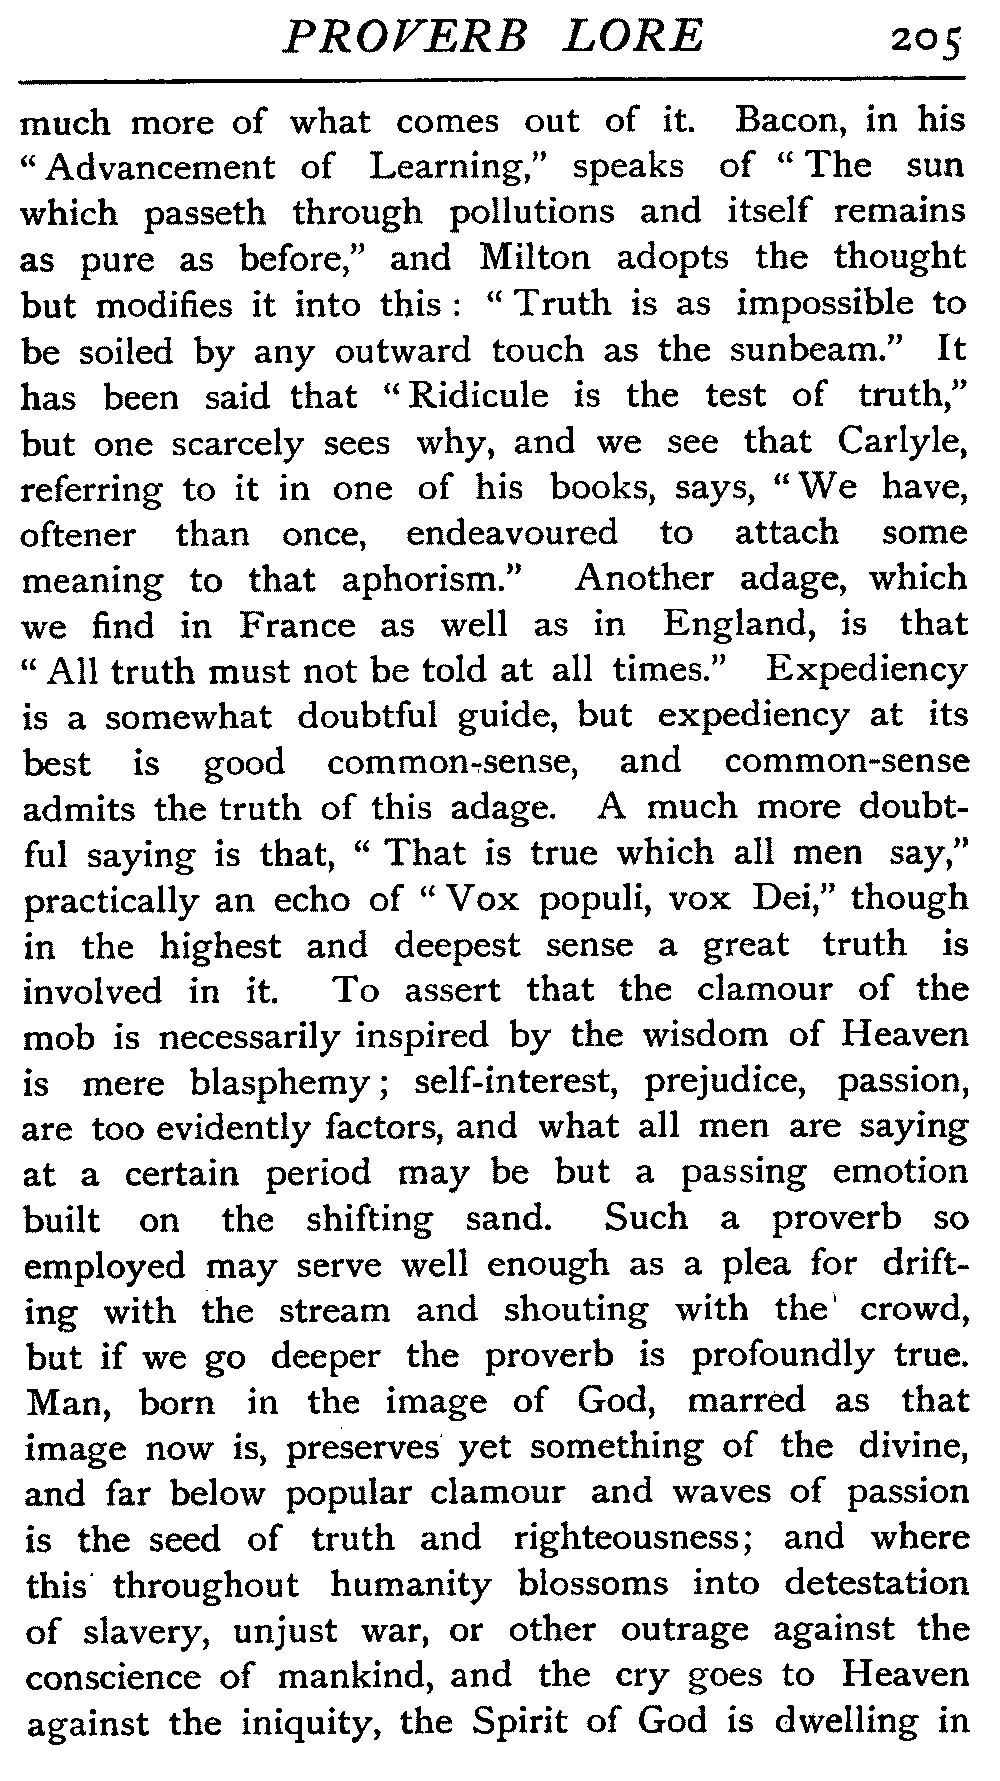 PROVERB LORE 205
much more of what comes out of it. Bacon, in his
“ Advancement of Learning,” speaks of “ The sun
which passeth through pollutions and itself remains
as pure as before,” and Milton adopts the thought
but modifies it into this : “ Truth is as impossible to
be soiled by any outward touch as the sunbeam.” It
has been said that “ Ridicule is the test of truth,”
but one scarcely sees why, and we see that Carlyle,
referring to it in one of his books, says, “ We have,
oftener than once, endeavoured to attach some
meaning to that aphorism.” Another adage, which
we find in France as well as in England, is that
“ All truth must not be told at all times.” Expediency
is a somewhat doubtful guide, but expediency at its
best is good common-sense, and common-sense
admits the truth of this adage. A much more doubt-
ful saying is that, “ That is true which all men say,”
practically an echo of “ Vox populi, vox Dei,” though
in the highest and deepest sense a great truth is
involved in it. To assert that the clamour of the
mob is necessarily inspired by the wisdom of Heaven
is mere blasphemy ; self-interest, prejudice, passion,
are too evidently factors, and what all men are saying
at a certain period may be but a passing emotion
built on the shifting sand. Such a proverb so
employed may serve well enough as a plea for drift-
ing with the stream and shouting with the crowd,
but if we go deeper the proverb is profoundly true.
Man, born in the image of God, marred as that
image now is, preserves yet something of the divine,
and far below popular clamour and waves of passion
is the seed of truth and righteousness; and where
this throughout humanity blossoms into detestation
of slavery, unjust war, or other outrage against the
conscience of mankind, and the cry goes to Heaven
against the iniquity, the Spirit of God is dwelling in